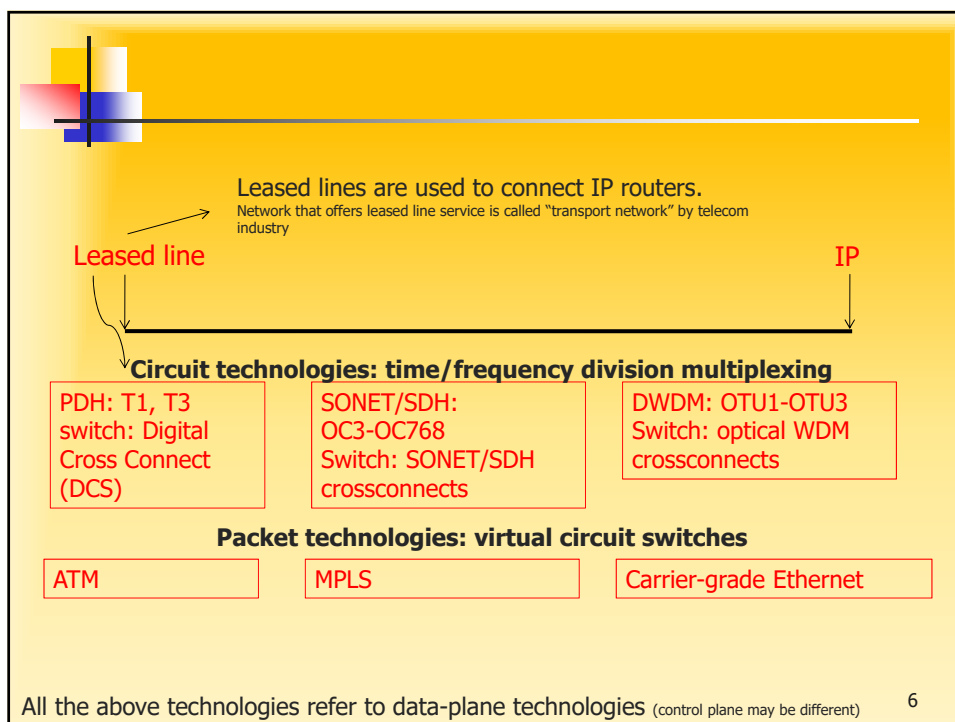 Leased lines are used to connect IP routers.
Network that offers leased line service is called “transport network” by telecom
industry
Leased line
IP
Circuit technologies: time/frequency division multiplexing
PDH: T1, T3
switch: Digital
Cross Connect
(DCS)
SONET/SDH:
OC3-OC768
Switch: SONET/SDH
crossconnects
DWDM: OTU1-OTU3
Switch: optical WDM
crossconnects
Packet technologies: virtual circuit switches
ATM
MPLS
Carrier-grade Ethernet
All the above technologies refer to data-plane technologies (control plane may be different)
6